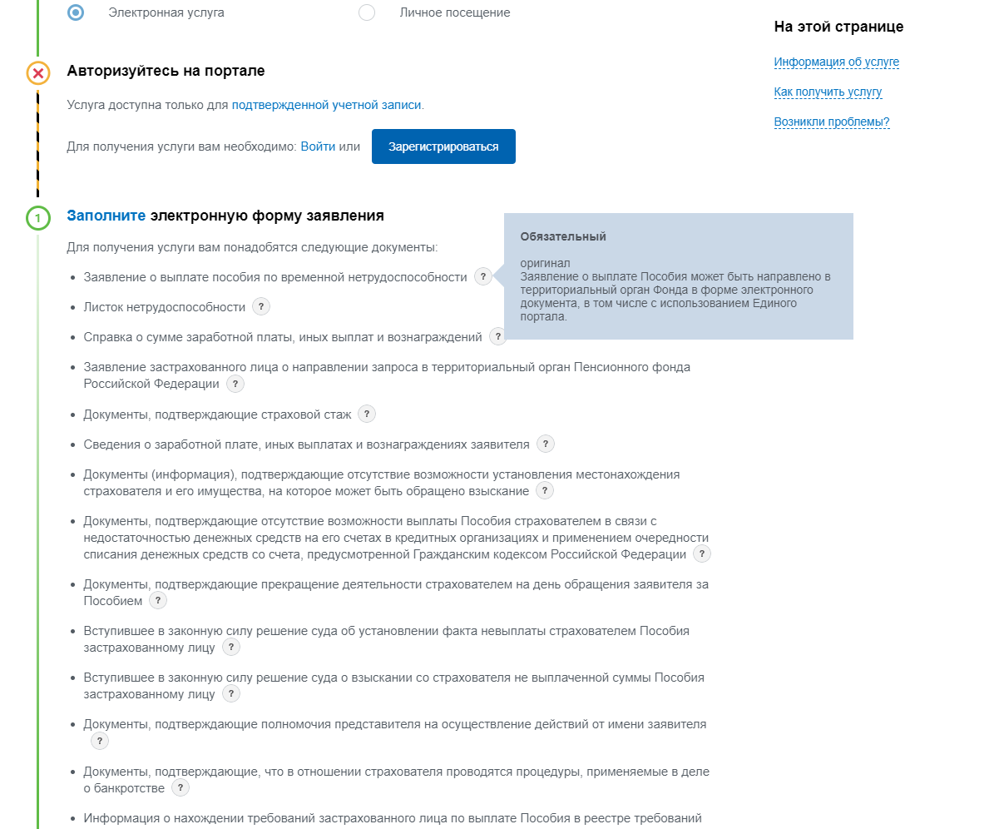 Электронная услуга
Личное посещение
На этой странице
Информация об услуге
Как получить услугу
Возникли проблемы?
Авторизуйтесь на портале
Услуга доступна только для подтвержденной учетной записи.
Для получения услуги вам необходимо: Войти или Зарегистрироваться
1
Заполните электронную форму заявления
Для получения услуги вам понадобятся следующие документы:
Заявление о выплате пособия по временной нетрудоспособности ?
Обязательный
оригинал
Заявление о выплате Пособия может быть направлено в
территориальный орган Фонда в форме электронного
документа, в том числе с использованием Единого
портала.
Листок нетрудоспособности ?
Справка о сумме заработной платы, иных выплат и вознаграждений ?
Заявление застрахованного лица о направлении запроса в территориальный орган Пенсионного фонда
Российской Федерации ?
Документы, подтверждающие страховой стаж ?
Сведения о заработной плате, иных выплатах и вознаграждениях заявителя ?
Документы (информация), подтверждающие отсутствие возможности установления местонахождения
страхователя и его имущества, на которое может быть обращено взыскание ?
Документы, подтверждающие отсутствие возможности выплаты Пособия страхователем в связи с
недостаточностью денежных средств на его счетах в кредитных организациях и применением очередности
списания денежных средств со счета, предусмотренной Гражданским кодексом Российской Федерации ?
Документы, подтверждающие прекращение деятельности страхователем на день обращения заявителя за
Пособием ?
Вступившее в законную силу решение суда об установлении факта невыплаты страхователем Пособия
застрахованному лицу ?
Вступившее в законную силу решение суда о взыскании со страхователя не выплаченной суммы Пособия
застрахованному лицу ?
Документы, подтверждающие полномочия представителя на осуществление действий от имени заявителя
?
Документы, подтверждающие, что в отношении страхователя проводятся процедуры, применяемые в деле
о банкротстве ?
Информация о нахождении требований застрахованного лица по выплате Пособия в реестре требований